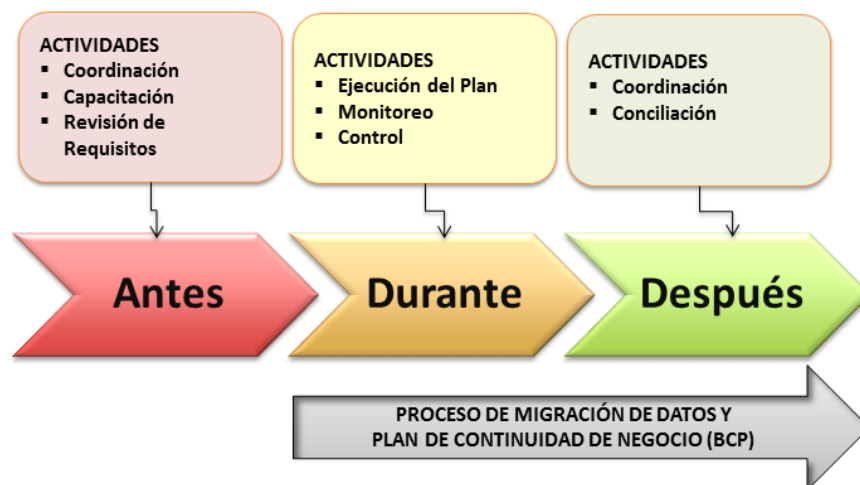 ACTIVIDADES
▪ Coordinación
▪ Capacitación
▪ Revisión de
Requisitos
ACTIVIDADES
▪ Ejecución del Plan
▪ Monitoreo
▪ Control
ACTIVIDADES
▪ Coordinación
▪ Conciliación
Antes
Durante
Después
PROCESO DE MIGRACIÓN DE DATOS Y
PLAN DE CONTINUIDAD DE NEGOCIO (BCP)